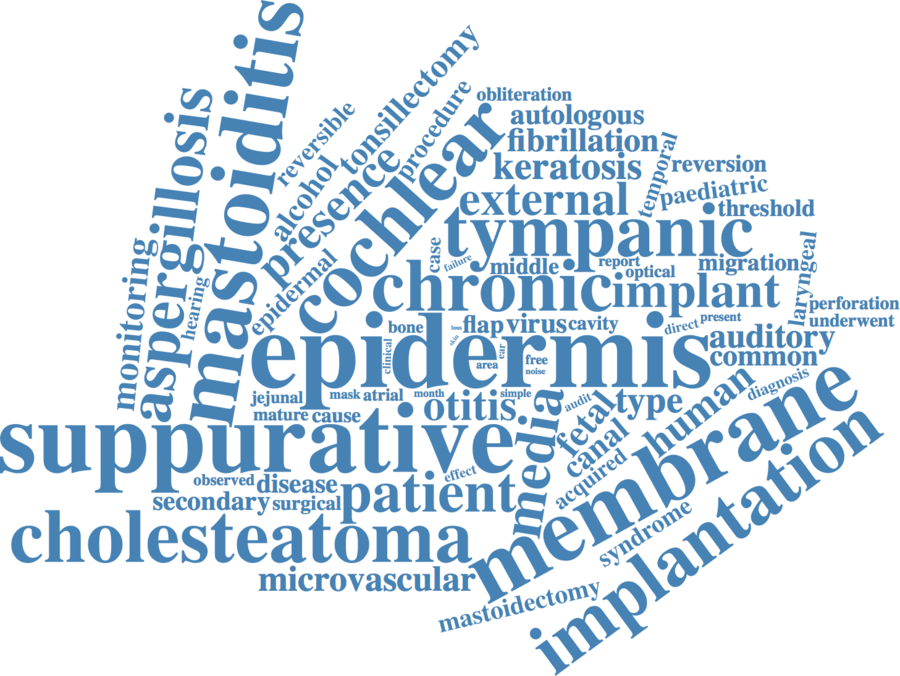 mastoiditis
aspergillosis
monitoring
hearing
reversible
alcohol
tonsillectomy
presence
procedure
cochlear
epidermal
obliteration
autologous
fibrillation
keratosis
temporal
reversion
external
paediatric
threshold
tympanic
case
failure
middle
report
optical
migration
laryngeal
chronic
implant
perforation
underwent
bone
loss
skin
flap
virus
cavity
direct
present
auditory
common
clinical
epidermis
area
ear
free
noise
jejunal
mask
atrial
month
simple
mature
cause
otitis
media
audit
fetal
type
canal
human
diagnosis
suppurative
observed
disease
effect
secondary
surgical
patient
acquired
membrane
cholesteatoma
microvascular
syndrome
mastoidectomy
implantation